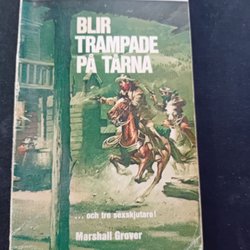 BLIR
TRAMPADE
PÅ TÅRNA
... och tre sexskjutare!
Marshall Grover